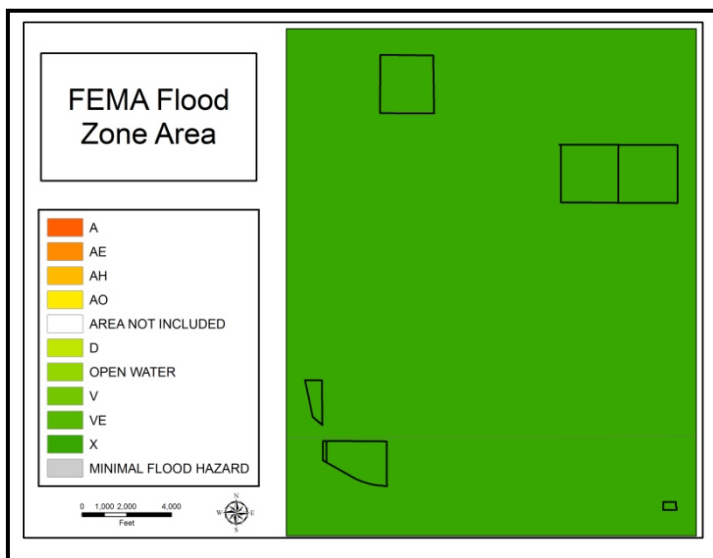 FEMA Flood
Zone Area
A
AE
AH
AO
AREA NOT INCLUDED
D
OPEN WATER
V
VE
X
MINIMAL FLOOD HAZARD
0 1,000 2,000 4,000
Feet
N
W E
S